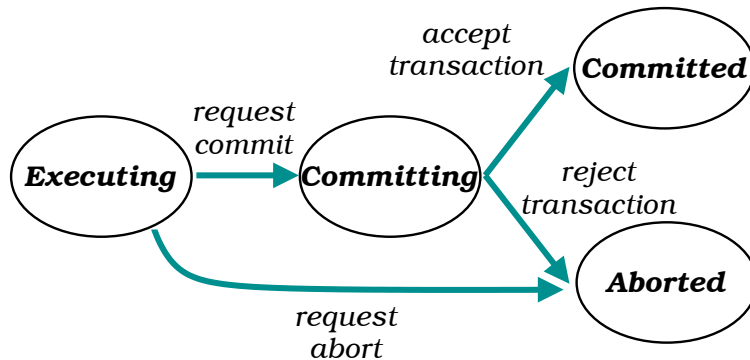 accept
transaction
Committed
request
commit
Executing
Committing
reject
transaction
Aborted
request
abort